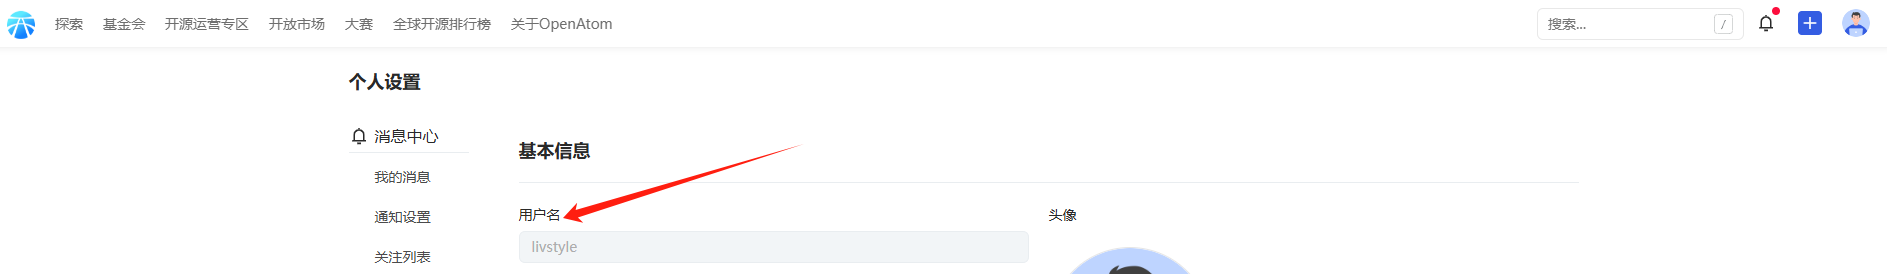 探索 基金会 开源运营专区 开放市场 大赛 全球开源排行榜 关于OpenAtom 搜索... /
个人设置
消息中心
基本信息
我的消息
通知设置
用户名 头像
livstyle
关注列表